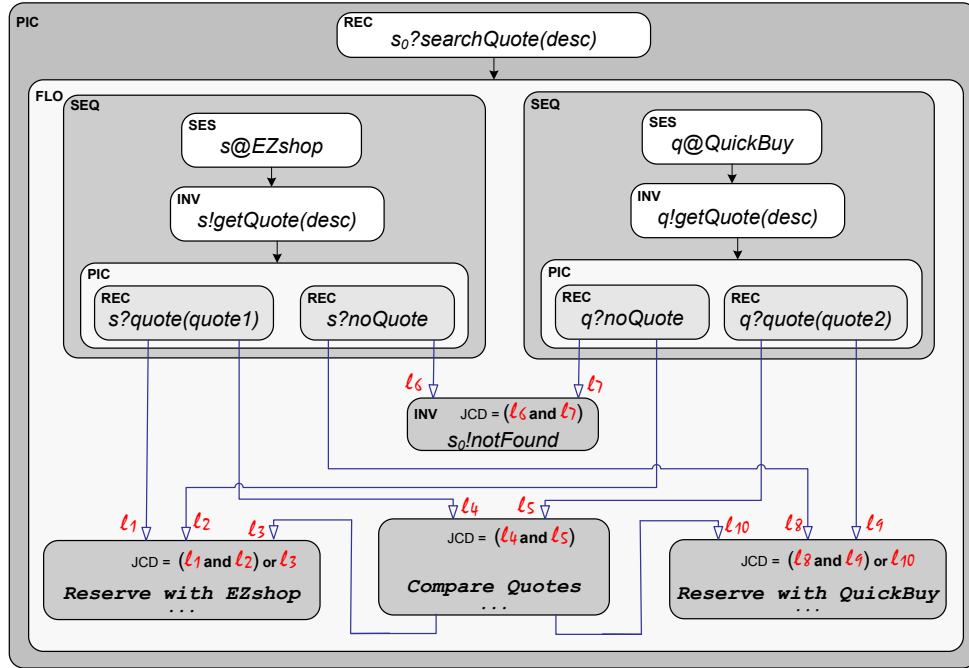 PIC
REC
s₀?searchQuote(desc)
FLO
SEQ
SES
s@EZshop
INV
s!getQuote(desc)
PIC
REC
s?quote(quote1)
REC
s?noQuote
SEQ
SES
q@QuickBuy
INV
q!getQuote(desc)
PIC
REC
q?noQuote
REC
q?quote(quote2)
l6
l7
INV JCD = (l6 and l7)
s₀!notFound
l1
l2
l3
l4
l5
l10
l8
l9
JCD = (l1 and l2) or l3
Reserve with EZshop
...
JCD = (l4 and l5)
Compare Quotes
...
JCD = (l8 and l9) or l10
Reserve with QuickBuy
...